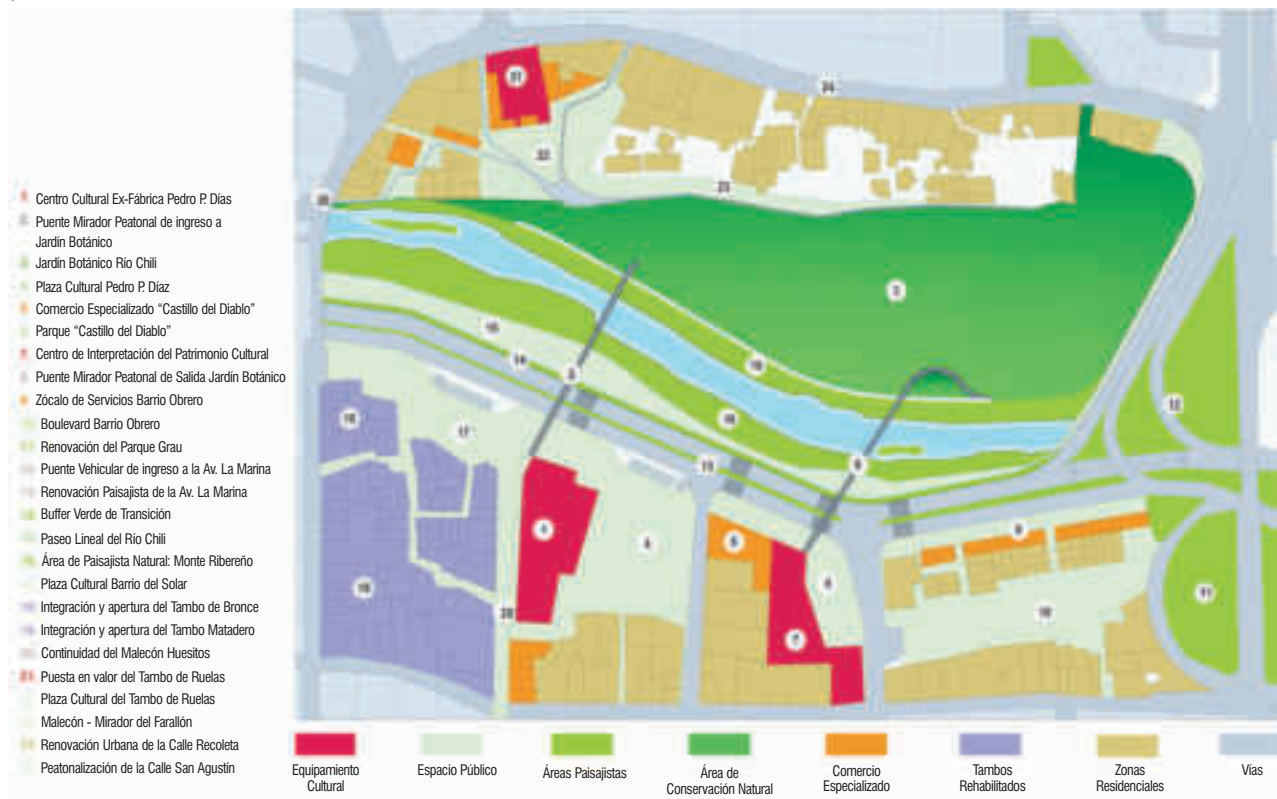 Centro Cultural Ex-Fábrica Pedro P. Días
Puente Mirador Peatonal de ingreso a
Jardín Botánico
Jardín Botánico Río Chili
Plaza Cultural Pedro P. Díaz
Comercio Especializado “Castillo del Diablo”
Parque “Castillo del Diablo”
Centro de Interpretación del Patrimonio Cultural
Puente Mirador Peatonal de Salida Jardín Botánico
Zócalo de Servicios Barrio Obrero
Boulevard Barrio Obrero
Renovación del Parque Grau
Puente Vehicular de ingreso a la Av. La Marina
Renovación Paisajista de la Av. La Marina
Buffer Verde de Transición
Paseo Lineal del Río Chili
Área de Paisajista Natural: Monte Ribereño
Plaza Cultural Barrio del Solar
Integración y apertura del Tambo de Bronce
Integración y apertura del Tambo Matadero
Continuidad del Malecón Huesitos
Puesta en valor del Tambo de Ruelas
Plaza Cultural del Tambo de Ruelas
Malecón - Mirador del Farallón
Renovación Urbana de la Calle Recoleta
Peatonalización de la Calle San Agustín
Equipamiento
Cultural
Espacio Público
Áreas Paisajistas
Área de
Conservación Natural
Comercio
Especializado
Tambos
Rehabilitados
Zonas
Residenciales
Vías